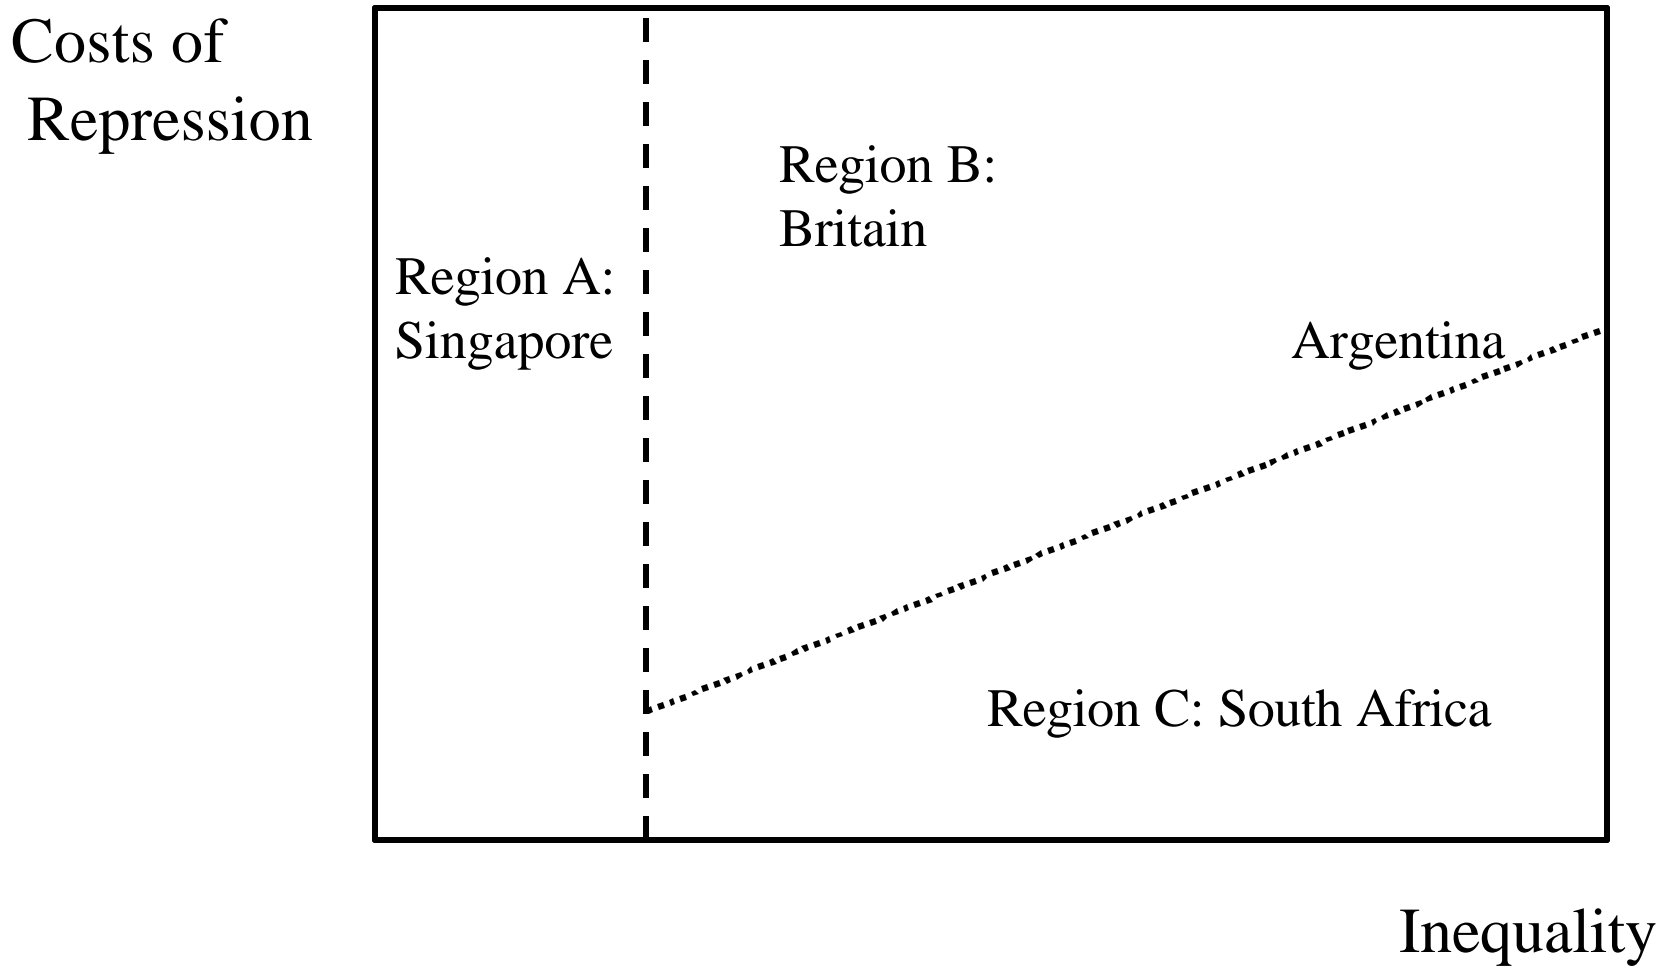 Costs of
Repression
Region B:
Britain
Region A:
Singapore
Argentina
Region C: South Africa
Inequality